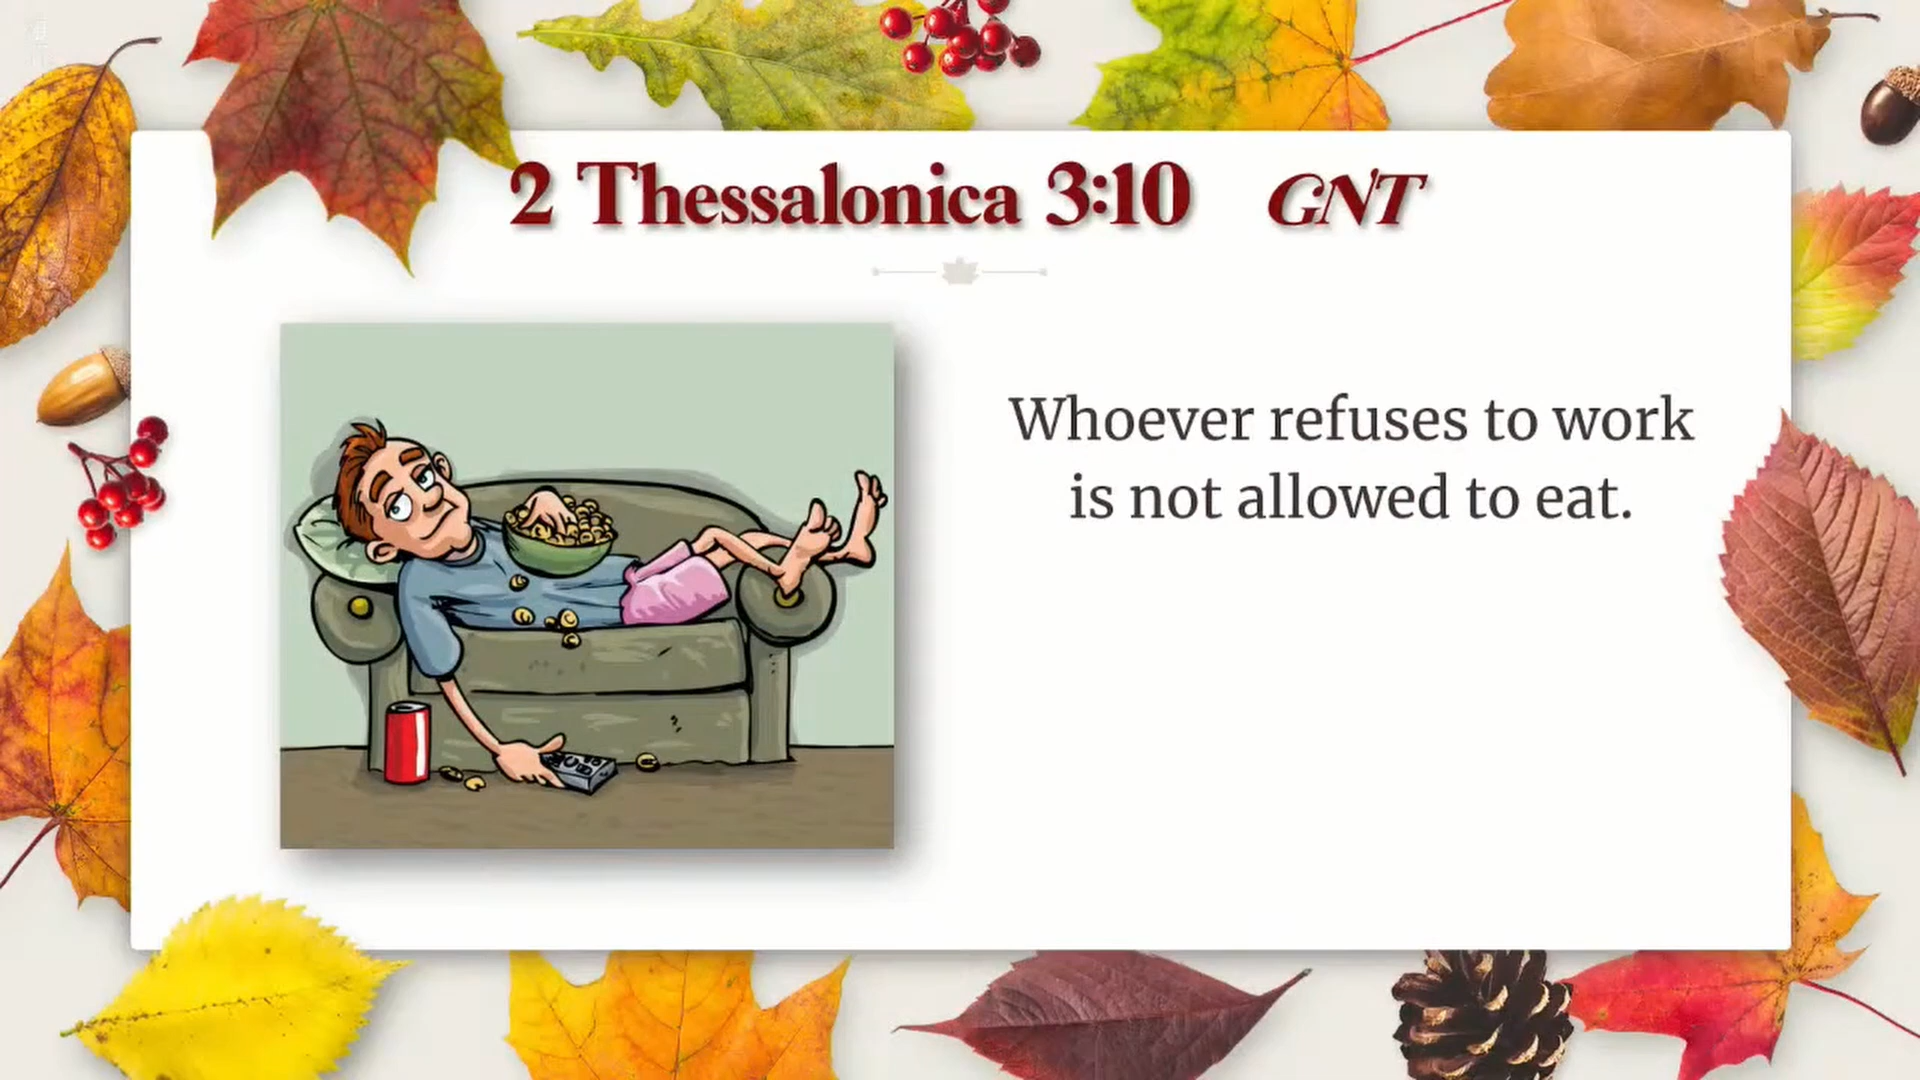 2 Thessalonica 3:10 GNT
Whoever refuses to work
is not allowed to eat.